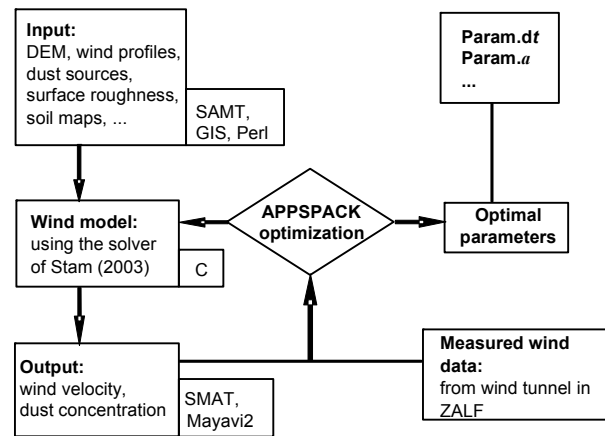 Input:
DEM, wind profiles,
dust sources,
surface roughness,
soil maps, ...
SAMT,
GIS, Perl
Param.dt
Param.a
...
Wind model:
using the solver
of Stam (2003)
C
APPSPACK
optimization
Optimal
parameters
Output:
wind velocity,
dust concentration
SMAT,
Mayavi2
Measured wind
data:
from wind tunnel in
ZALF